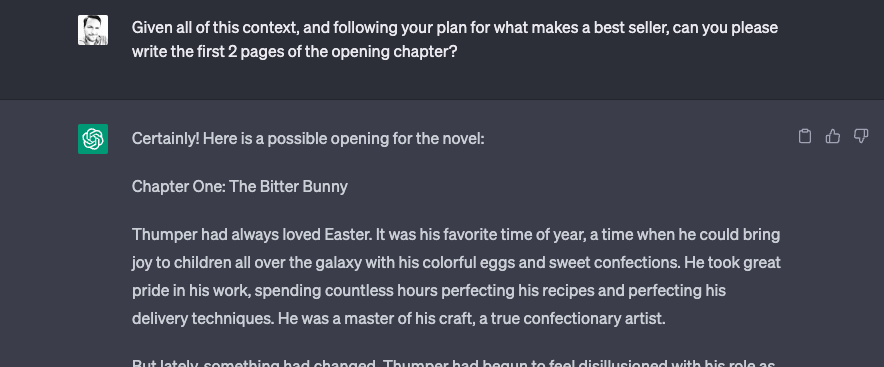 Given all of this context, and following your plan for what makes a best seller, can you please
write the first 2 pages of the opening chapter?
Certainly! Here is a possible opening for the novel:
Chapter One: The Bitter Bunny
Thumper had always loved Easter. It was his favorite time of year, a time when he could bring
joy to children all over the galaxy with his colorful eggs and sweet confections. He took great
pride in his work, spending countless hours perfecting his recipes and perfecting his
delivery techniques. He was a master of his craft, a true confectionary artist.
But lately, something had changed. Thumper had begun to feel disillusioned with his role as